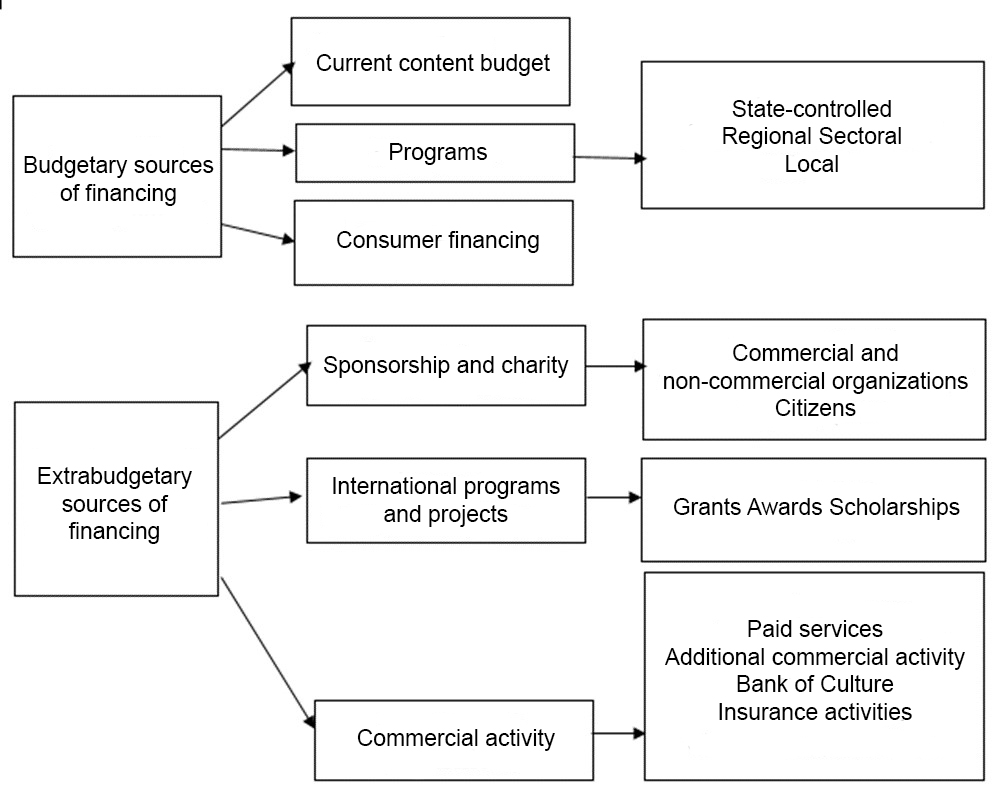 Current content budget
Budgetary sources
of financing
Programs
State-controlled
Regional Sectoral
Local
Consumer financing
Extrabudgetary
sources of
financing
Sponsorship and charity
Commercial and
non-commercial organizations
Citizens
International programs
and projects
Grants Awards Scholarships
Commercial activity
Paid services
Additional commercial activity
Bank of Culture
Insurance activities